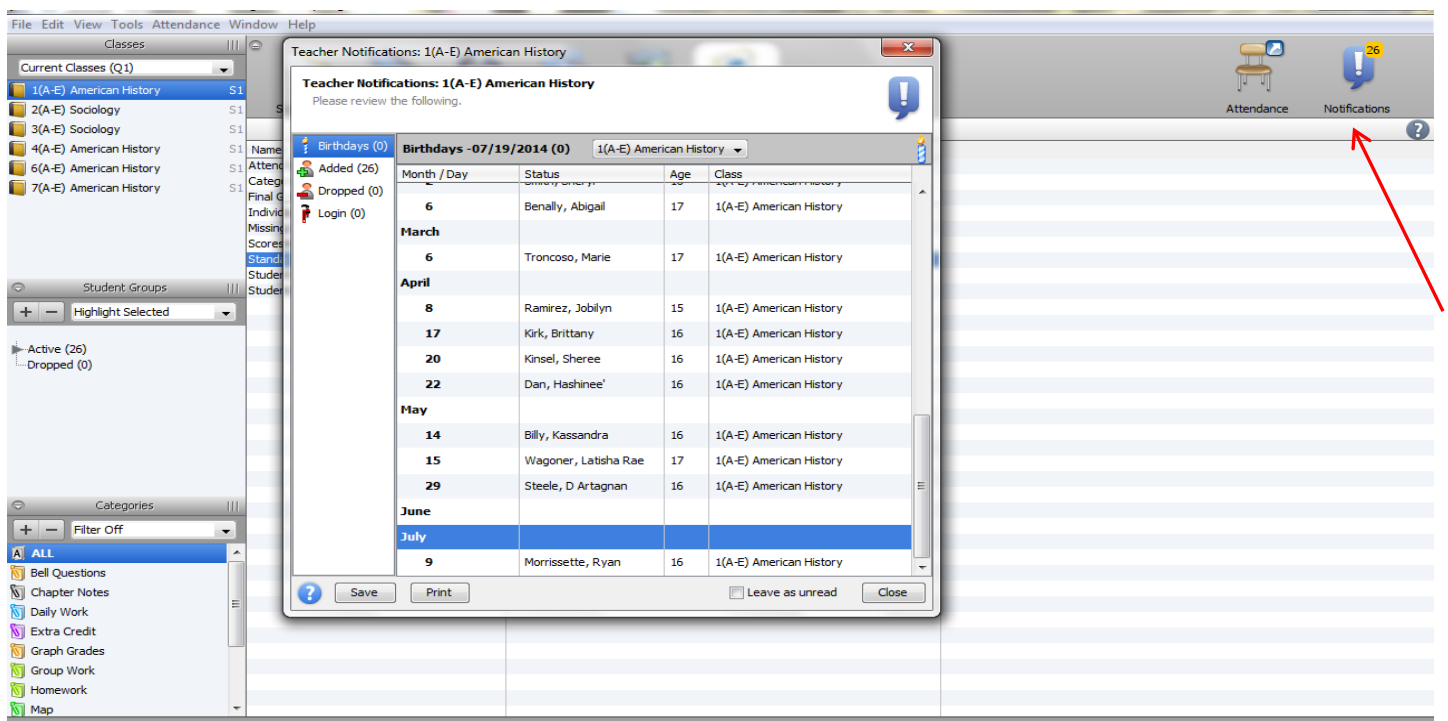 File Edit View Tools Attendance Window Help
Classes
Current Classes (Q1)
1(A-E) American History S1
2(A-E) Sociology S1
3(A-E) Sociology S1
4(A-E) American History S1
6(A-E) American History S1
7(A-E) American History S1
Student Groups
+ − Highlight Selected
Active (26)
Dropped (0)
Categories
+ − Filter Off
ALL
Bell Questions
Chapter Notes
Daily Work
Extra Credit
Graph Grades
Group Work
Homework
Map
S
Name
Attend
Catego
Final G
Individ
Missing
Scores
Standa
Studen
Studen
Teacher Notifications: 1(A-E) American History
Teacher Notifications: 1(A-E) American History
Please review the following.
Birthdays (0)
Added (26)
Dropped (0)
Login (0)
Birthdays -07/19/2014 (0) 1(A-E) American History
Month / Day Status Age Class
6 Benally, Abigail 17 1(A-E) American History
March
6 Troncoso, Marie 17 1(A-E) American History
April
8 Ramirez, Jobilyn 15 1(A-E) American History
17 Kirk, Brittany 16 1(A-E) American History
20 Kinsel, Sheree 16 1(A-E) American History
22 Dan, Hashinee' 16 1(A-E) American History
May
14 Billy, Kassandra 16 1(A-E) American History
15 Wagoner, Latisha Rae 17 1(A-E) American History
29 Steele, D Artagnan 16 1(A-E) American History
June
July
9 Morrissette, Ryan 16 1(A-E) American History
? Save Print Leave as unread Close
26
Attendance Notifications
?